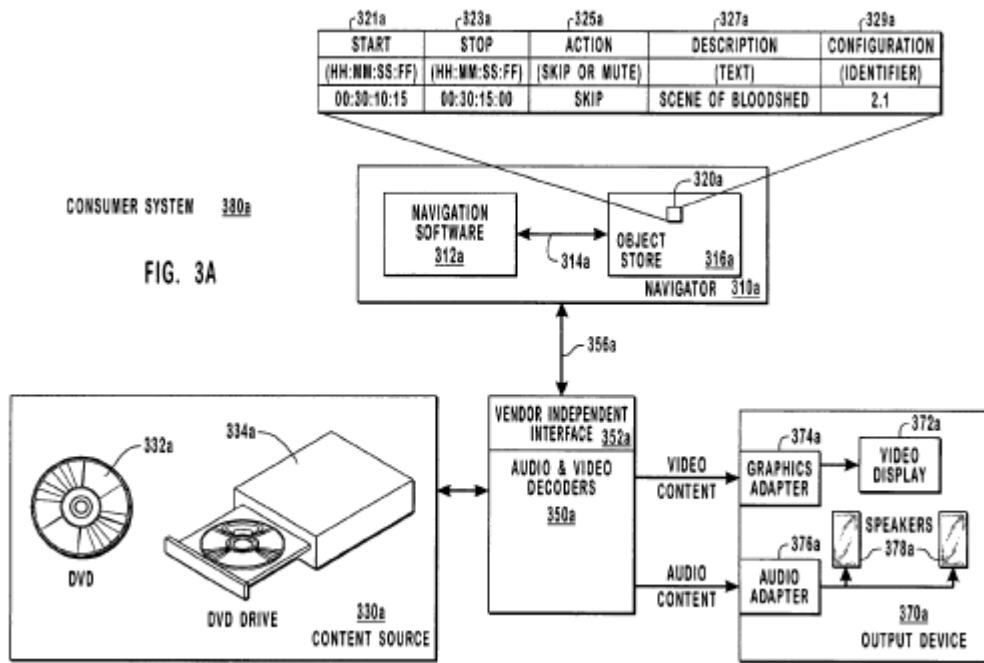 321a 323a 325a 327a 329a
START STOP ACTION DESCRIPTION CONFIGURATION
(HH:MM:SS:FF) (HH:MM:SS:FF) (SKIP OR MUTE) (TEXT) (IDENTIFIER)
00:30:10:15 00:30:15:00 SKIP SCENE OF BLOODSHED 2.1
320a
CONSUMER SYSTEM 380a
FIG. 3A
NAVIGATION
SOFTWARE
312a
314a
OBJECT
STORE 316a
NAVIGATOR 310a
356a
332a
DVD
334a
DVD DRIVE
330a
CONTENT SOURCE
VENDOR INDEPENDENT
INTERFACE 352a
AUDIO & VIDEO
DECODERS
350a
VIDEO
CONTENT
AUDIO
CONTENT
374a
GRAPHICS
ADAPTER
372a
VIDEO
DISPLAY
376a
AUDIO
ADAPTER
SPEAKERS
378a
370a
OUTPUT DEVICE